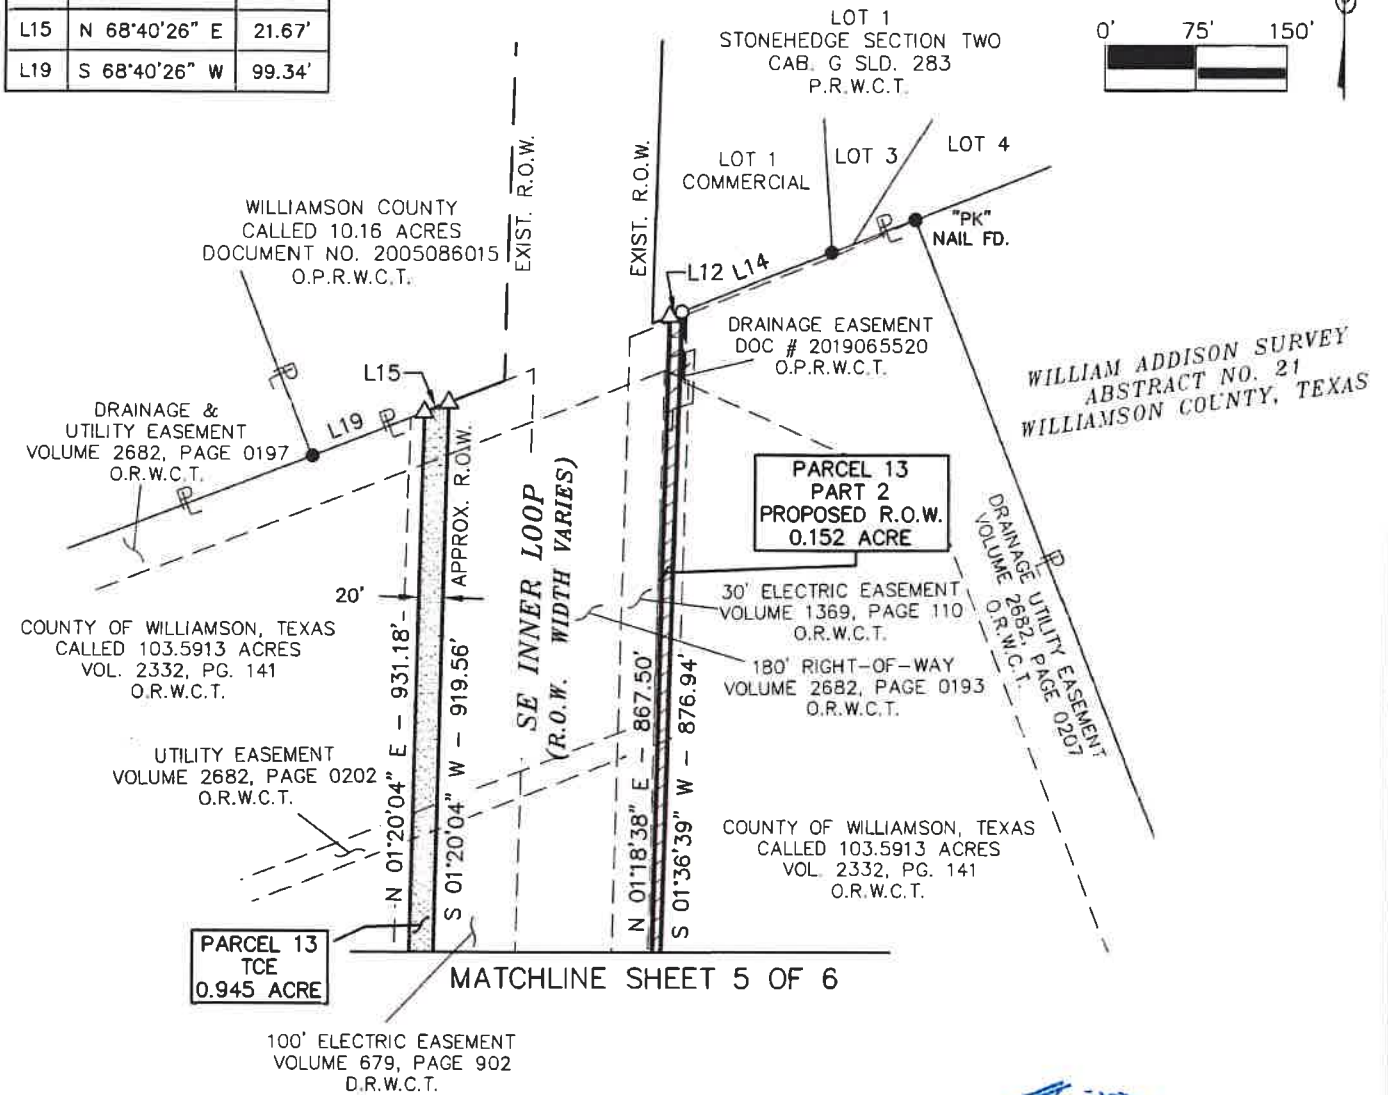 L15 N 68°40'26" E 21.67'
L19 S 68°40'26" W 99.34'
LOT 1
STONEHEDGE SECTION TWO
CAB. G SLD. 283
P.R.W.C.T.
0' 75' 150'
EXIST. R.O.W.
EXIST. R.O.W.
LOT 1
COMMERCIAL
LOT 3
LOT 4
"PK"
NAIL FD.
WILLIAMSON COUNTY
CALLED 10.16 ACRES
DOCUMENT NO. 2005086015
O.P.R.W.C.T.
L12 L14
DRAINAGE EASEMENT
DOC # 2019065520
O.P.R.W.C.T.
WILLIAM ADDISON SURVEY
ABSTRACT NO. 21
WILLIAMSON COUNTY, TEXAS
L15
L19
PL
PL
PL
PL
PL
DRAINAGE &
UTILITY EASEMENT
VOLUME 2682, PAGE 0197
O.R.W.C.T.
APPROX. R.O.W.
SE INNER LOOP
(R.O.W. WIDTH VARIES)
PARCEL 13
PART 2
PROPOSED R.O.W.
0.152 ACRE
DRAINAGE UTILITY EASEMENT
VOLUME 2682, PAGE 0207
O.R.W.C.T.
20'
30' ELECTRIC EASEMENT
VOLUME 1369, PAGE 110
O.R.W.C.T.
COUNTY OF WILLIAMSON, TEXAS
CALLED 103.5913 ACRES
VOL. 2332, PG. 141
O.R.W.C.T.
180' RIGHT-OF-WAY
VOLUME 2682, PAGE 0193
O.R.W.C.T.
N 01°20'04" E - 931.18'
S 01°20'04" W - 919.56'
N 01°18'38" E - 867.50'
S 01°36'39" W - 876.94'
UTILITY EASEMENT
VOLUME 2682, PAGE 0202
O.R.W.C.T.
COUNTY OF WILLIAMSON, TEXAS
CALLED 103.5913 ACRES
VOL. 2332, PG. 141
O.R.W.C.T.
PARCEL 13
TCE
0.945 ACRE
MATCHLINE SHEET 5 OF 6
100' ELECTRIC EASEMENT
VOLUME 679, PAGE 902
D.R.W.C.T.